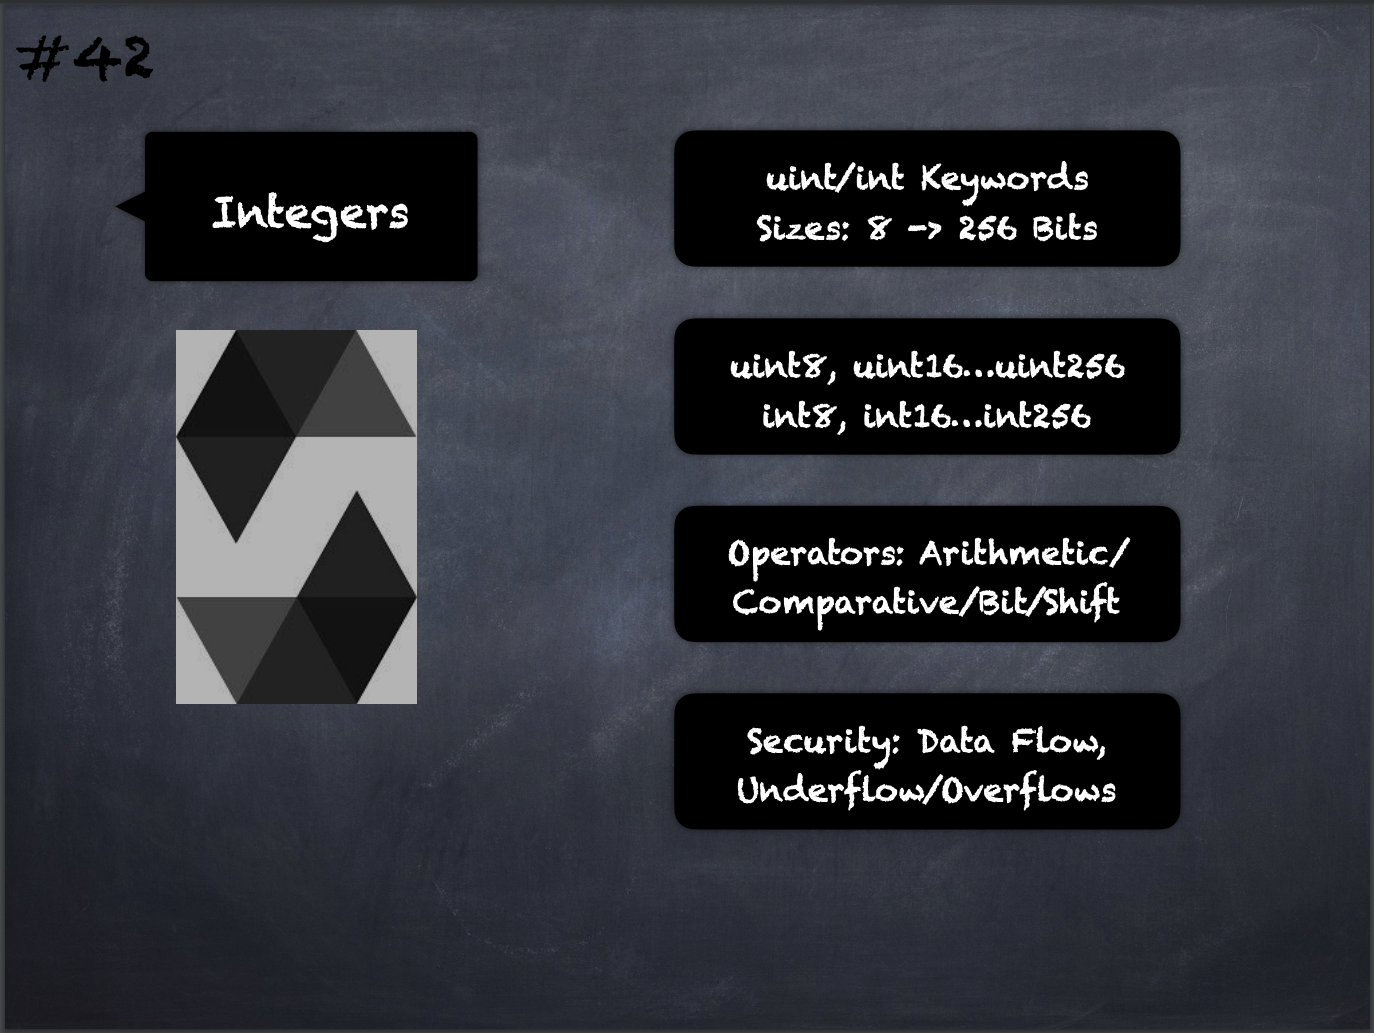 #42
Integers
uint/int Keywords
Sizes: 8 -> 256 Bits
uint8, uint16...uint256
int8, int16...int256
Operators: Arithmetic/
Comparative/Bit/Shift
Security: Data Flow,
Underflow/Overflows